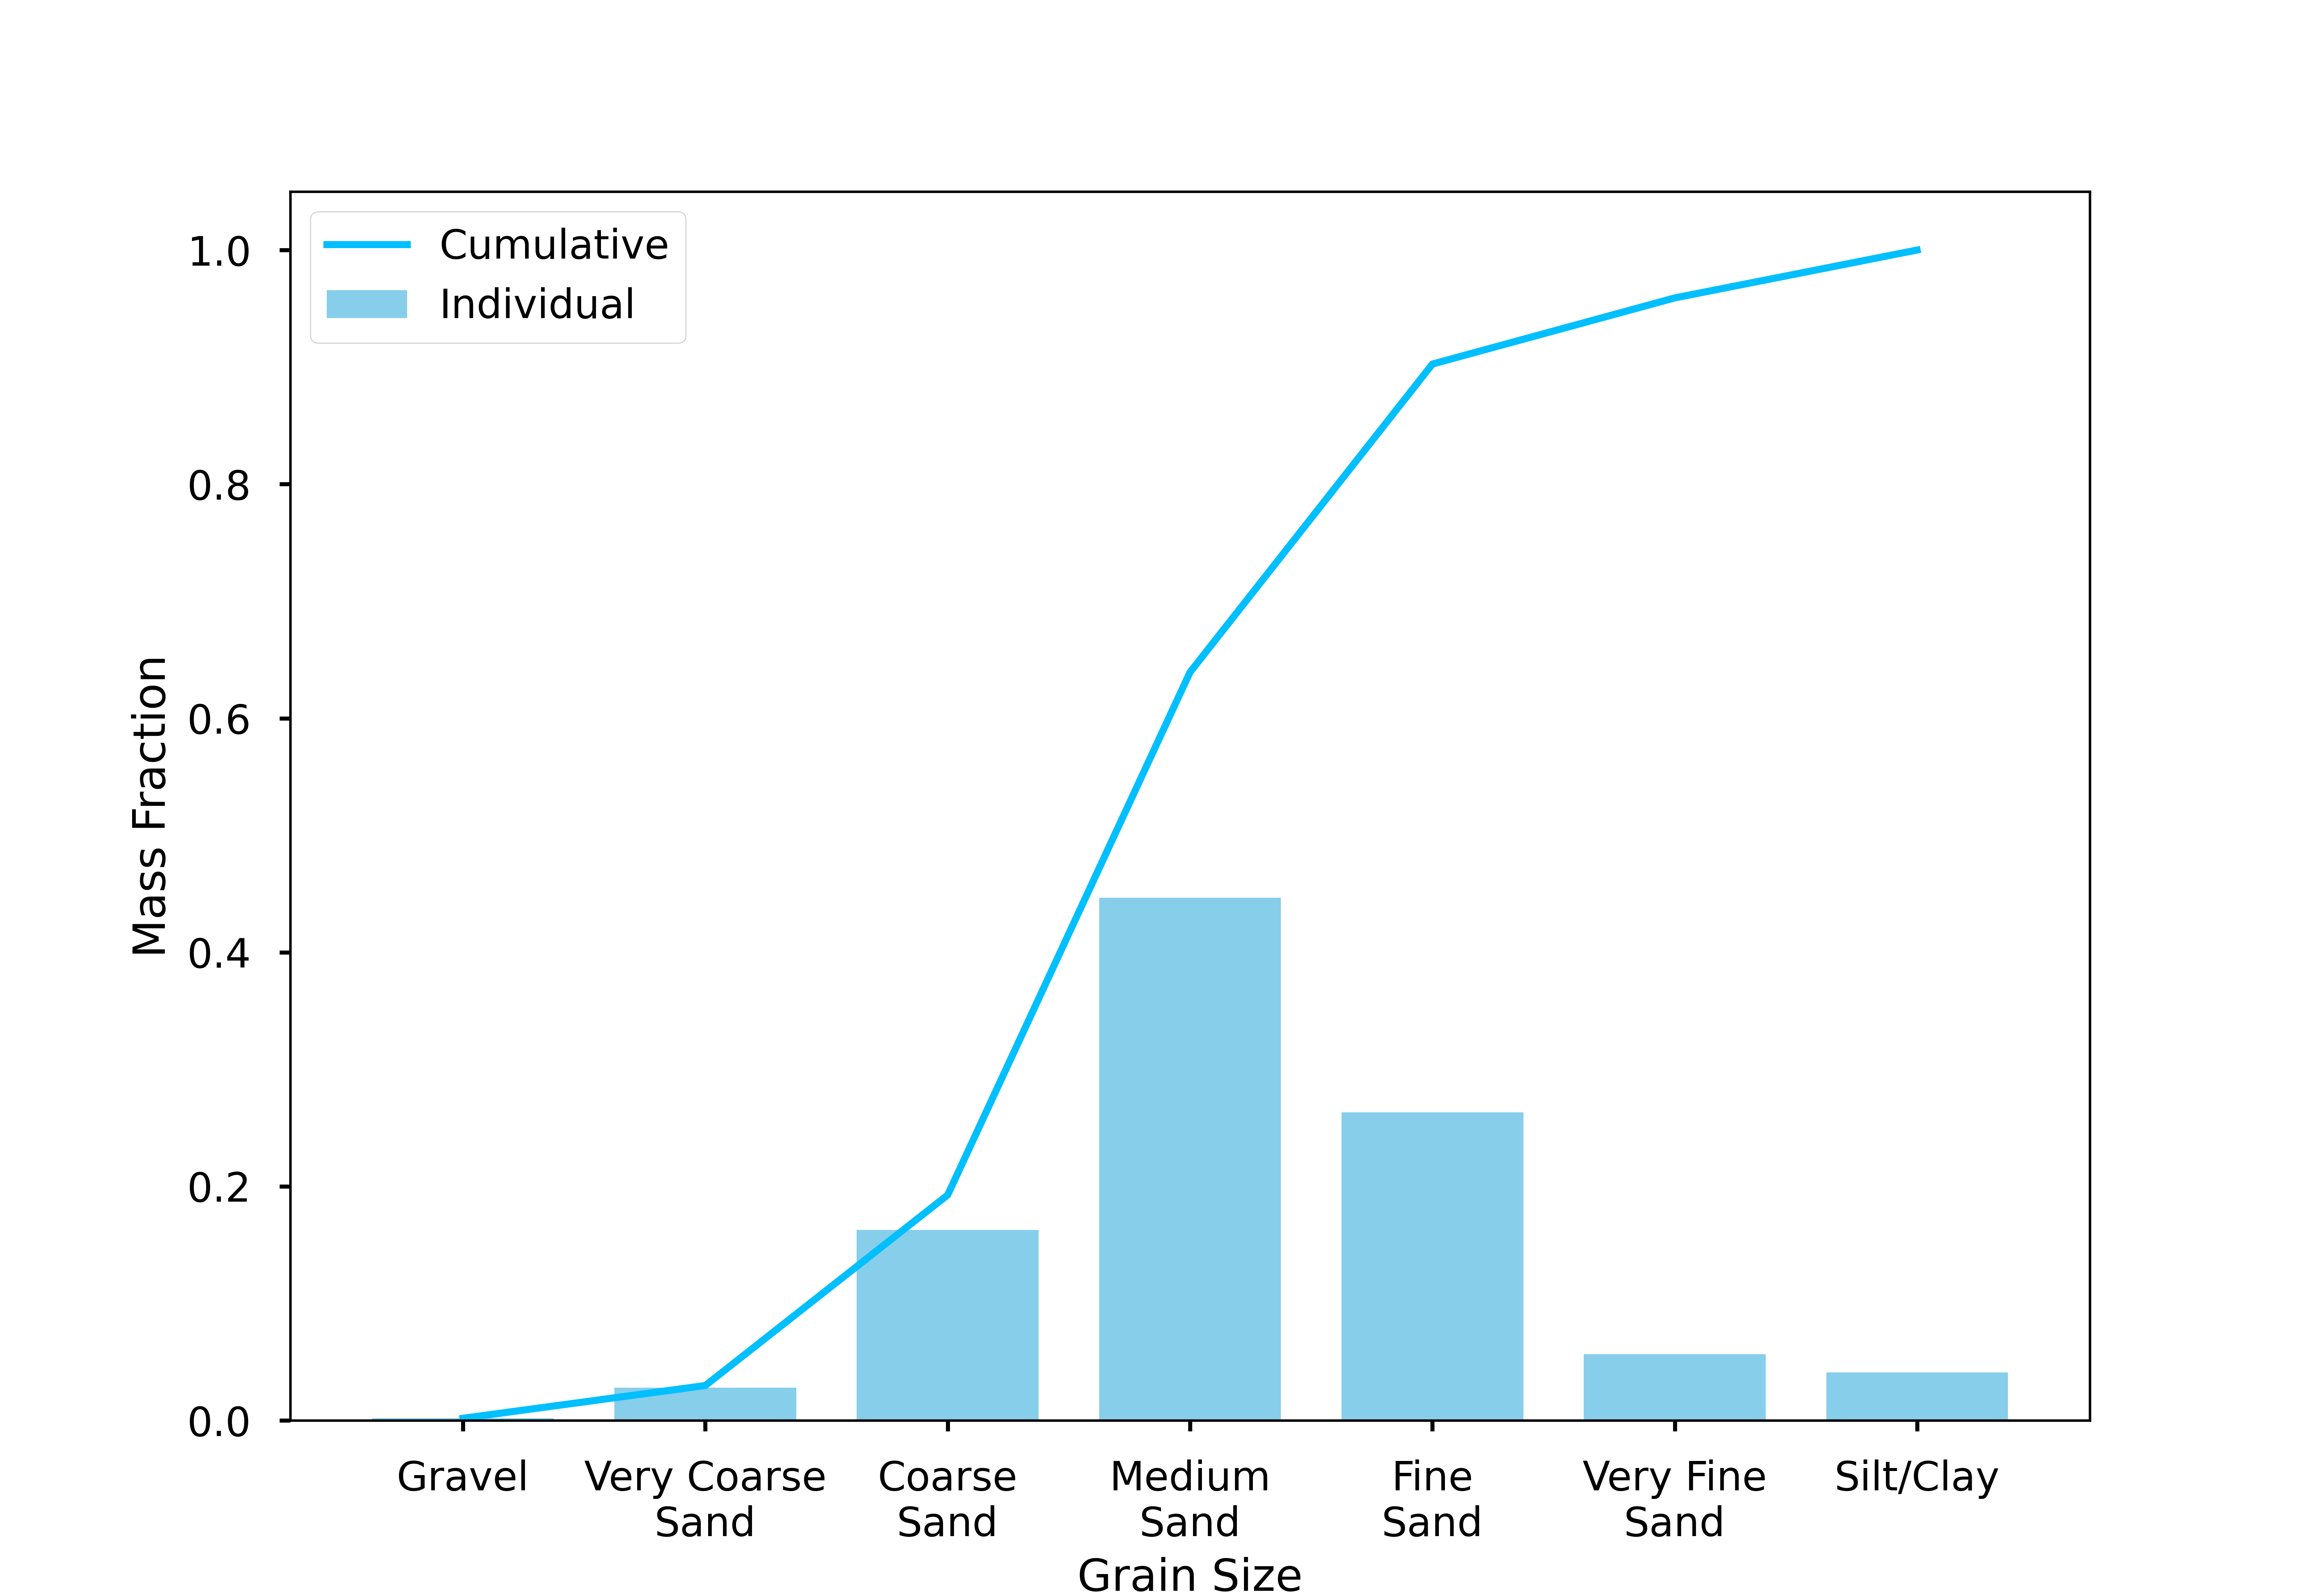 Cumulative
Individual
1.0
0.8
0.6
0.4
0.2
0.0
Mass Fraction
Gravel
Very Coarse
Sand
Coarse
Sand
Medium
Sand
Fine
Sand
Very Fine
Sand
Silt/Clay
Grain Size